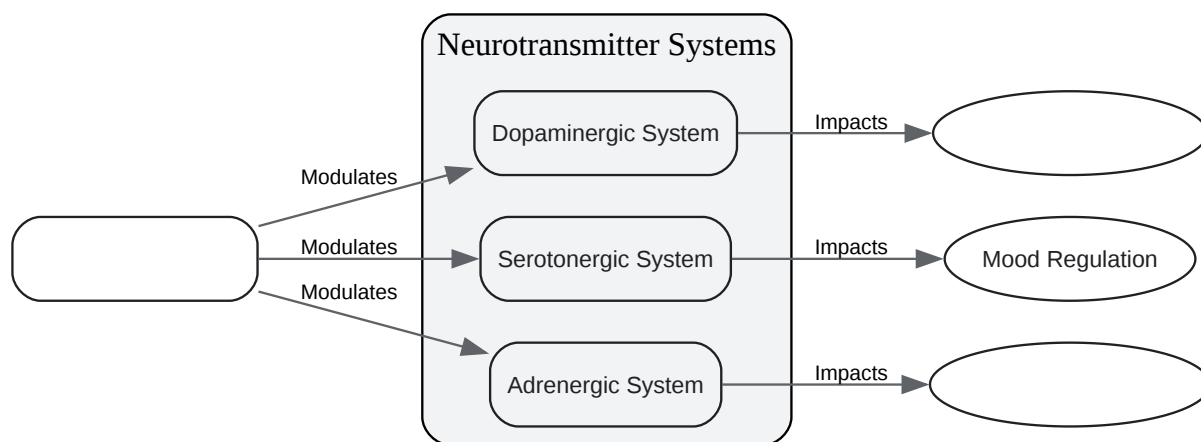 Neurotransmitter Systems
Dopaminergic System
Impacts
Modulates
Modulates
Serotonergic System
Impacts
Mood Regulation
Modulates
Adrenergic System
Impacts